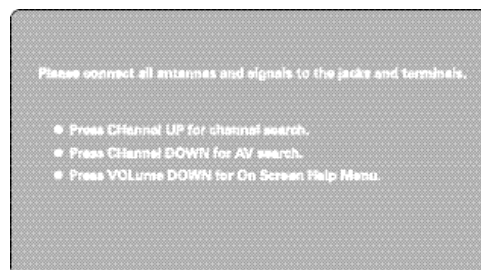 Please connect all antennas and signals to the jacks and terminals.
● Press CHannel UP for channel search.
● Press CHannel DOWN for AV search.
● Press VOLume DOWN for On Screen Help Menu.